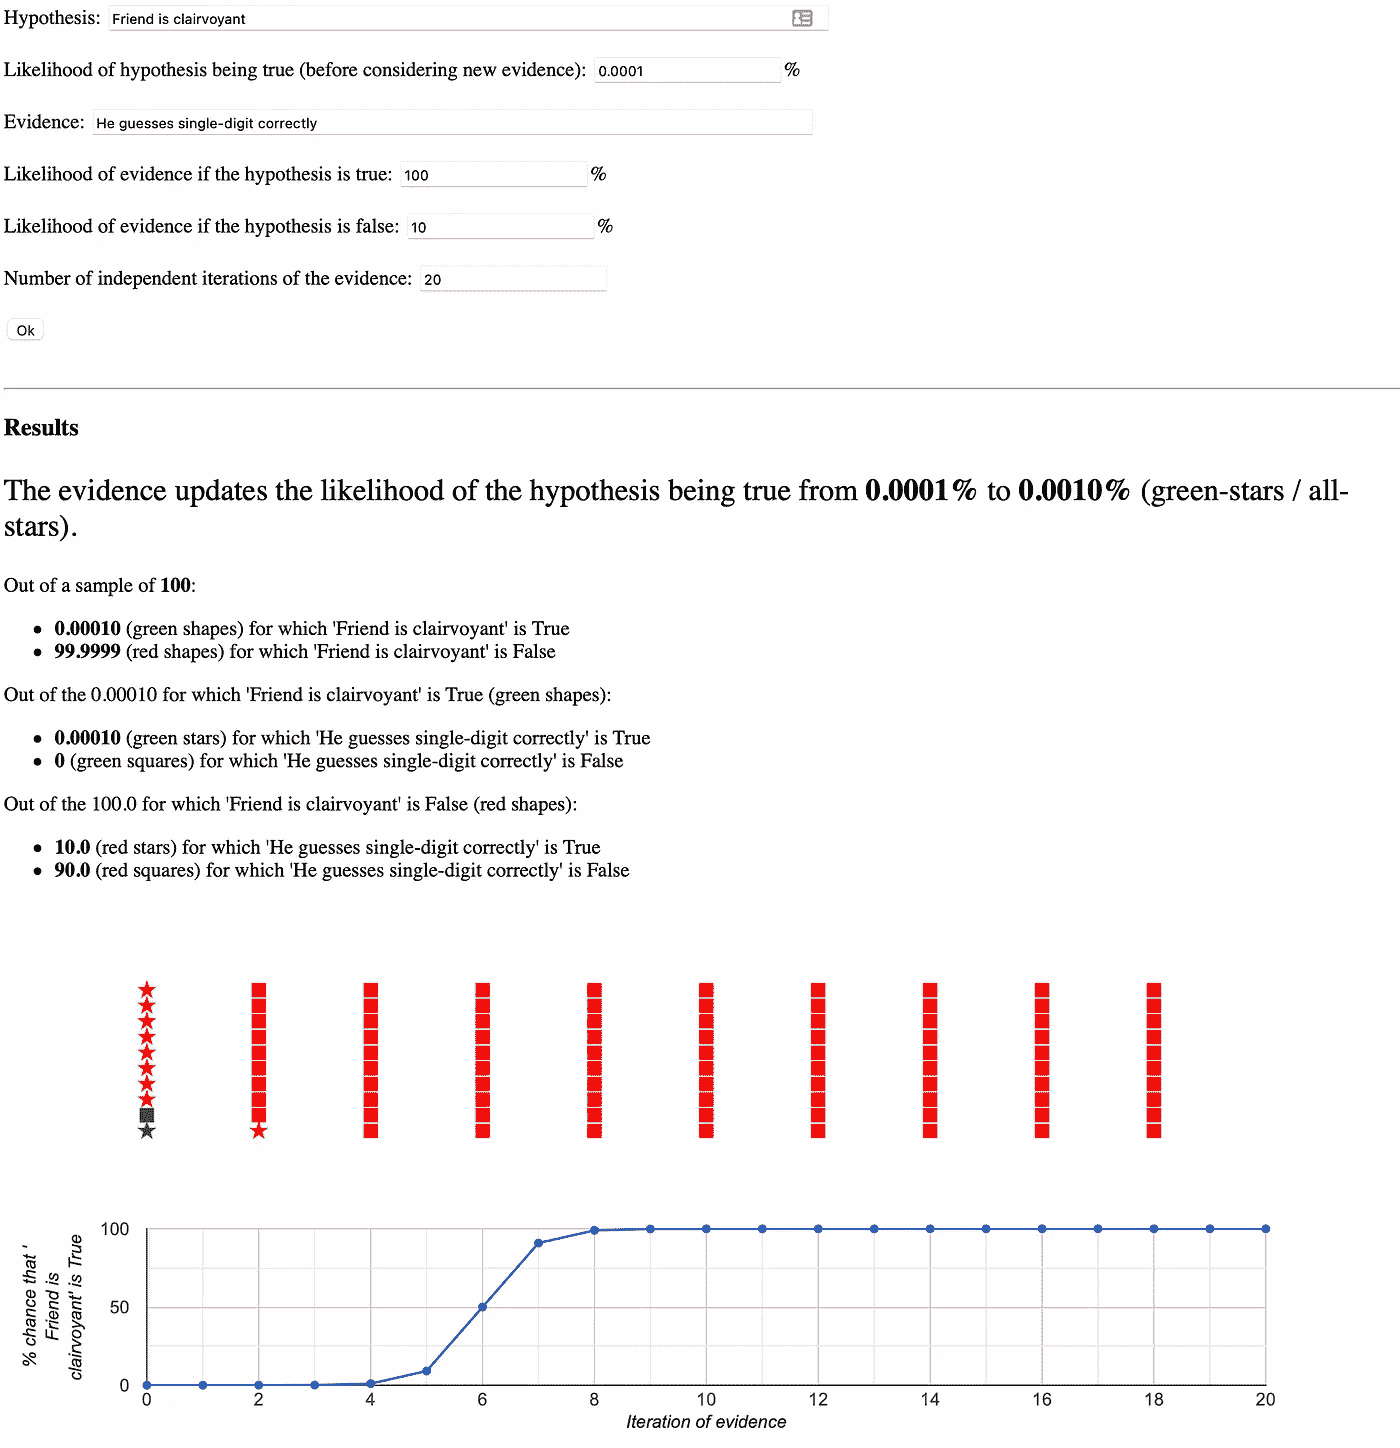 Hypothesis: Friend is clairvoyant
Likelihood of hypothesis being true (before considering new evidence): 0.0001 %
Evidence: He guesses single-digit correctly
Likelihood of evidence if the hypothesis is true: 100 %
Likelihood of evidence if the hypothesis is false: 10 %
Number of independent iterations of the evidence: 20
Ok
Results
The evidence updates the likelihood of the hypothesis being true from 0.0001% to 0.0010% (green-stars / all-
stars).
Out of a sample of 100:
• 0.00010 (green shapes) for which 'Friend is clairvoyant' is True
• 99.9999 (red shapes) for which 'Friend is clairvoyant' is False
Out of the 0.00010 for which 'Friend is clairvoyant' is True (green shapes):
• 0.00010 (green stars) for which 'He guesses single-digit correctly' is True
• 0 (green squares) for which 'He guesses single-digit correctly' is False
Out of the 100.0 for which 'Friend is clairvoyant' is False (red shapes):
• 10.0 (red stars) for which 'He guesses single-digit correctly' is True
• 90.0 (red squares) for which 'He guesses single-digit correctly' is False
% chance that '
Friend is
clairvoyant' is True
100
50
0
0 2 4 6 8 10 12 14 16 18 20
Iteration of evidence